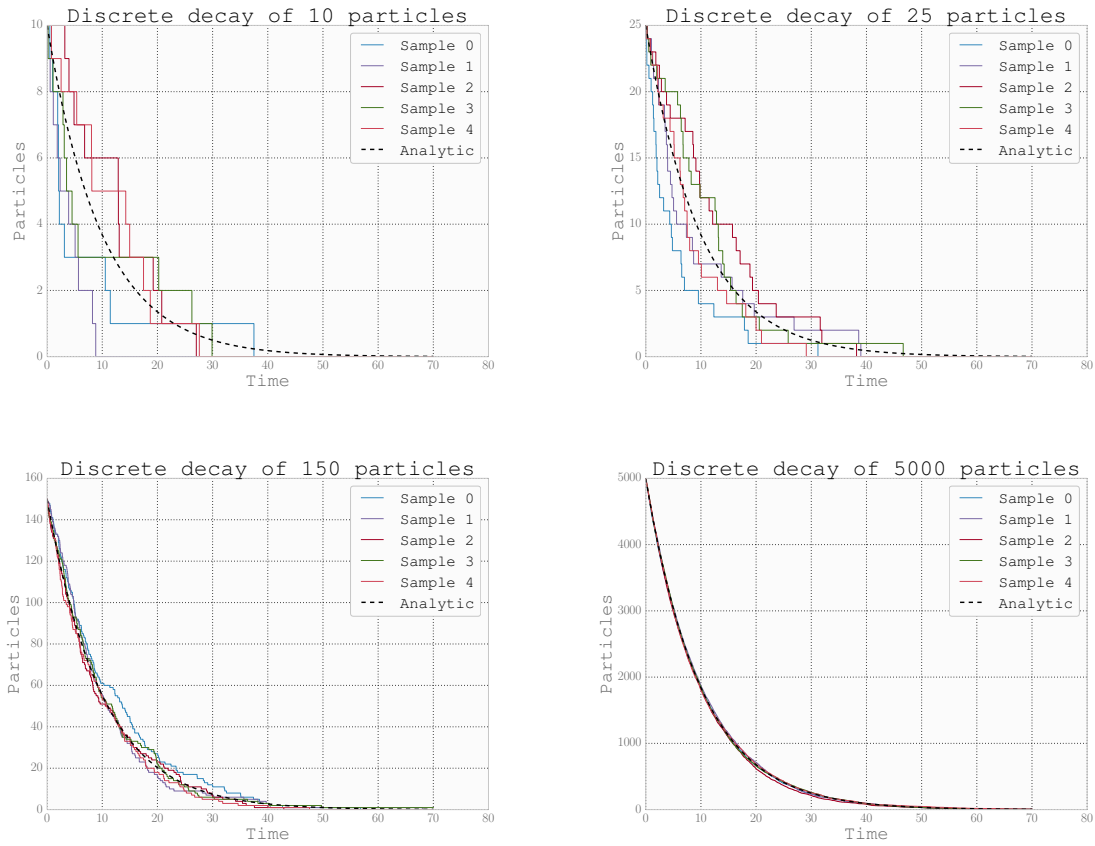 Discrete decay of 10 particles
10
8
6
4
2
0
Particles
Sample 0
Sample 1
Sample 2
Sample 3
Sample 4
Analytic
0 10 20 30 40 50 60 70 80
Time
Discrete decay of 25 particles
25
20
15
10
5
0
Particles
Sample 0
Sample 1
Sample 2
Sample 3
Sample 4
Analytic
0 10 20 30 40 50 60 70 80
Time
Discrete decay of 150 particles
160
140
120
100
80
60
40
20
0
Particles
Sample 0
Sample 1
Sample 2
Sample 3
Sample 4
Analytic
0 10 20 30 40 50 60 70 80
Time
Discrete decay of 5000 particles
5000
4000
3000
2000
1000
0
Particles
Sample 0
Sample 1
Sample 2
Sample 3
Sample 4
Analytic
0 10 20 30 40 50 60 70 80
Time